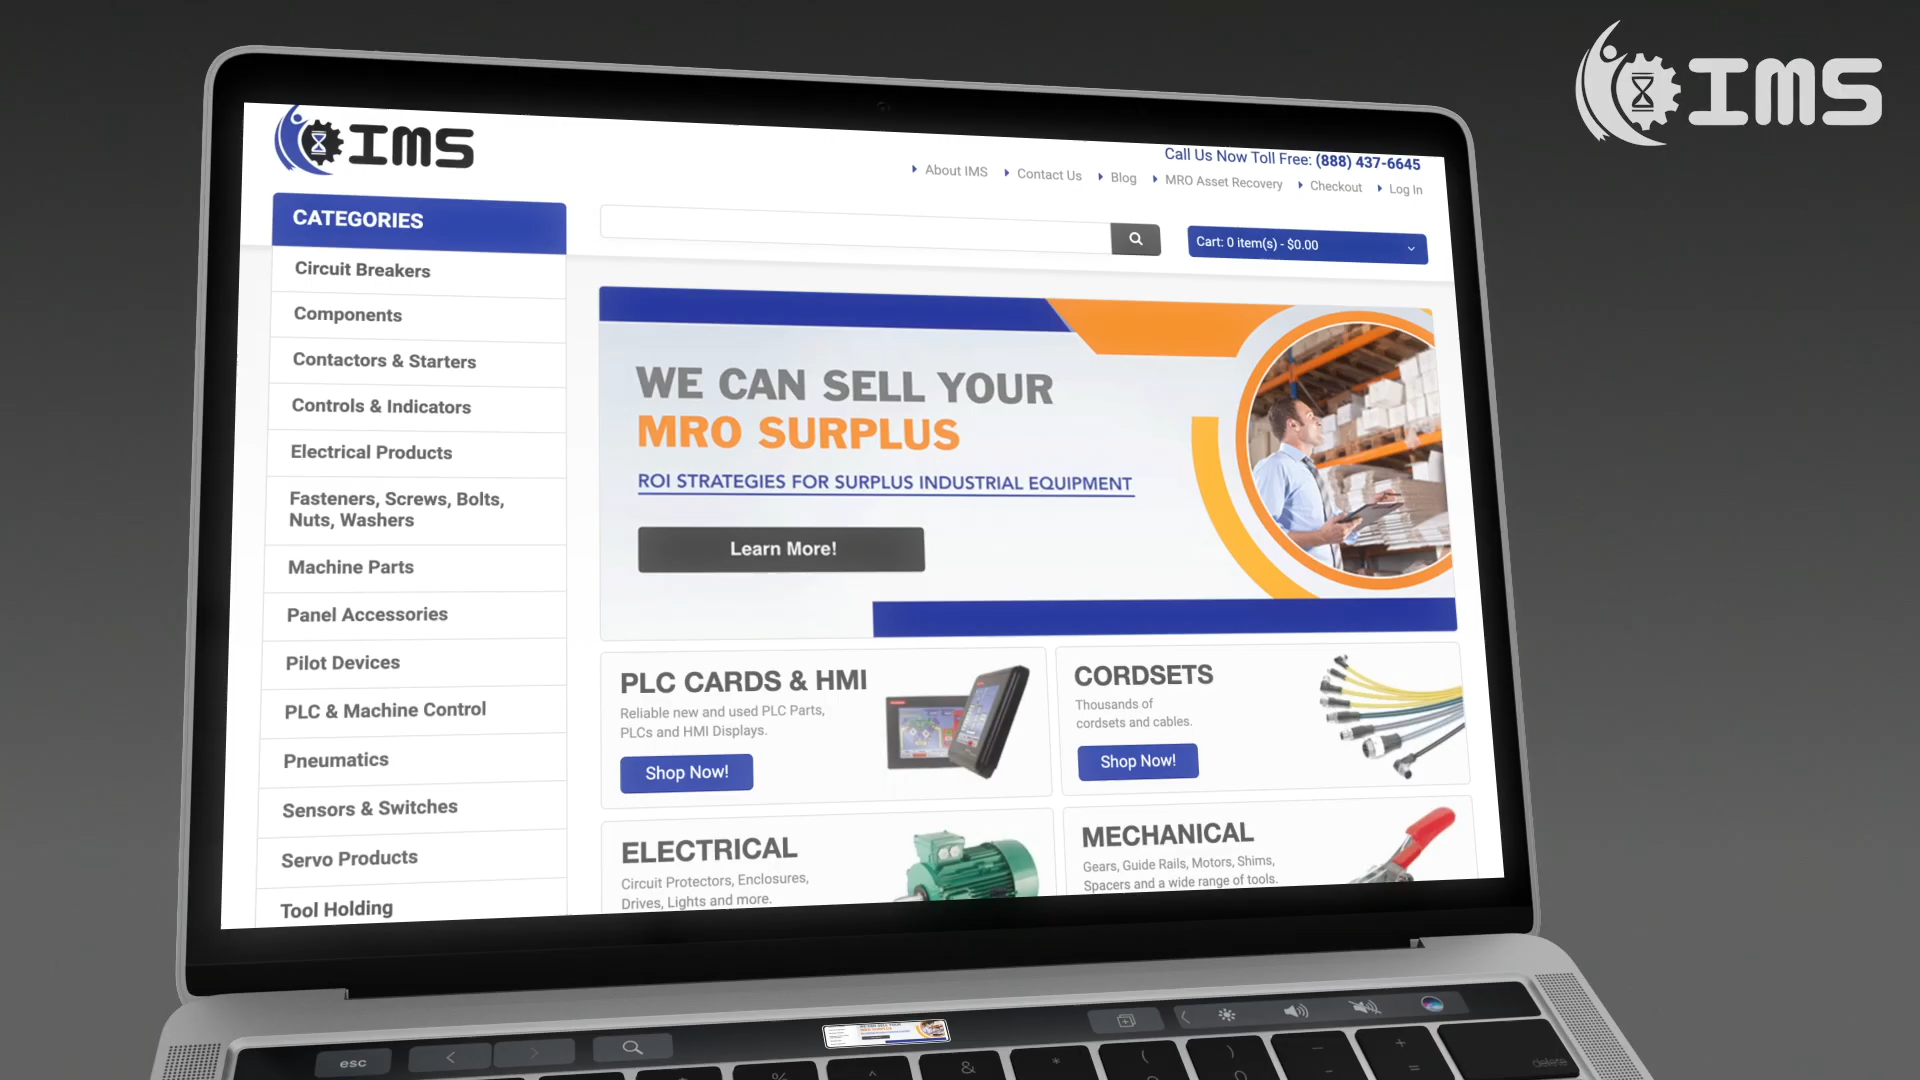 IMS
IMS
Call Us Now Toll Free: (888) 437-6645
About IMS
Contact Us
Blog
MRO Asset Recovery
Checkout
Log In
CATEGORIES
Cart: 0 item(s) - $0.00
Circuit Breakers
Components
Contactors & Starters
Controls & Indicators
Electrical Products
Fasteners, Screws, Bolts,
Nuts, Washers
Machine Parts
Panel Accessories
Pilot Devices
PLC & Machine Control
Pneumatics
Sensors & Switches
Servo Products
Tool Holding
WE CAN SELL YOUR
MRO SURPLUS
ROI STRATEGIES FOR SURPLUS INDUSTRIAL EQUIPMENT
Learn More!
PLC CARDS & HMI
Reliable new and used PLC Parts,
PLCs and HMI Displays.
Shop Now!
CORDSETS
Thousands of
cordsets and cables.
Shop Now!
ELECTRICAL
Circuit Protectors, Enclosures,
Drives, Lights and more.
MECHANICAL
Gears, Guide Rails, Motors, Shims,
Spacers and a wide range of tools.
esc
% ^ & * ( ) − +
=
delete